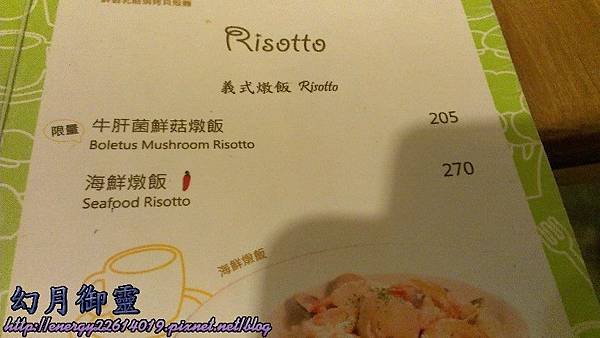 Risotto
義式燉飯 Risotto
限量 牛肝菌鮮菇燉飯 205
Boletus Mushroom Risotto
海鮮燉飯 270
Seafood Risotto
海鮮燉飯
幻月御靈
http://energy22614019.pixnet.net/blog